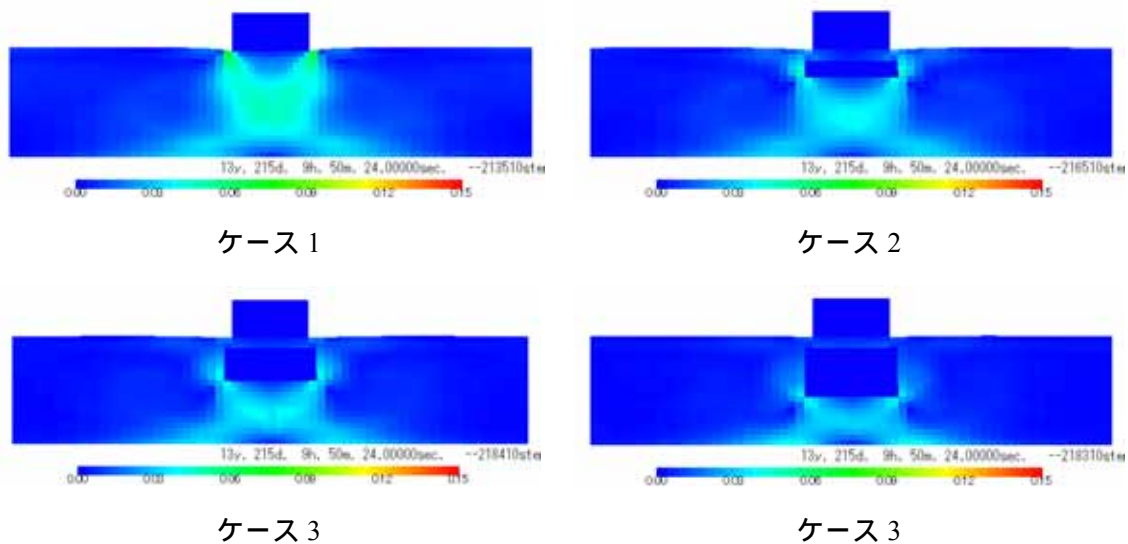 13y, 215d, 9h, 50m, 24.00000sec, --213510ste
0.00 0.03 0.06 0.09 0.12 0.15
ケース 1
13y, 215d, 9h, 50m, 24.00000sec, --216510ste
0.00 0.03 0.06 0.09 0.12 0.15
ケース 2
13y, 215d, 9h, 50m, 24.00000sec, --218410ste
0.00 0.03 0.06 0.09 0.12 0.15
ケース 3
13y, 215d, 9h, 50m, 24.00000sec, --218310ste
0.00 0.03 0.06 0.09 0.12 0.15
ケース 3